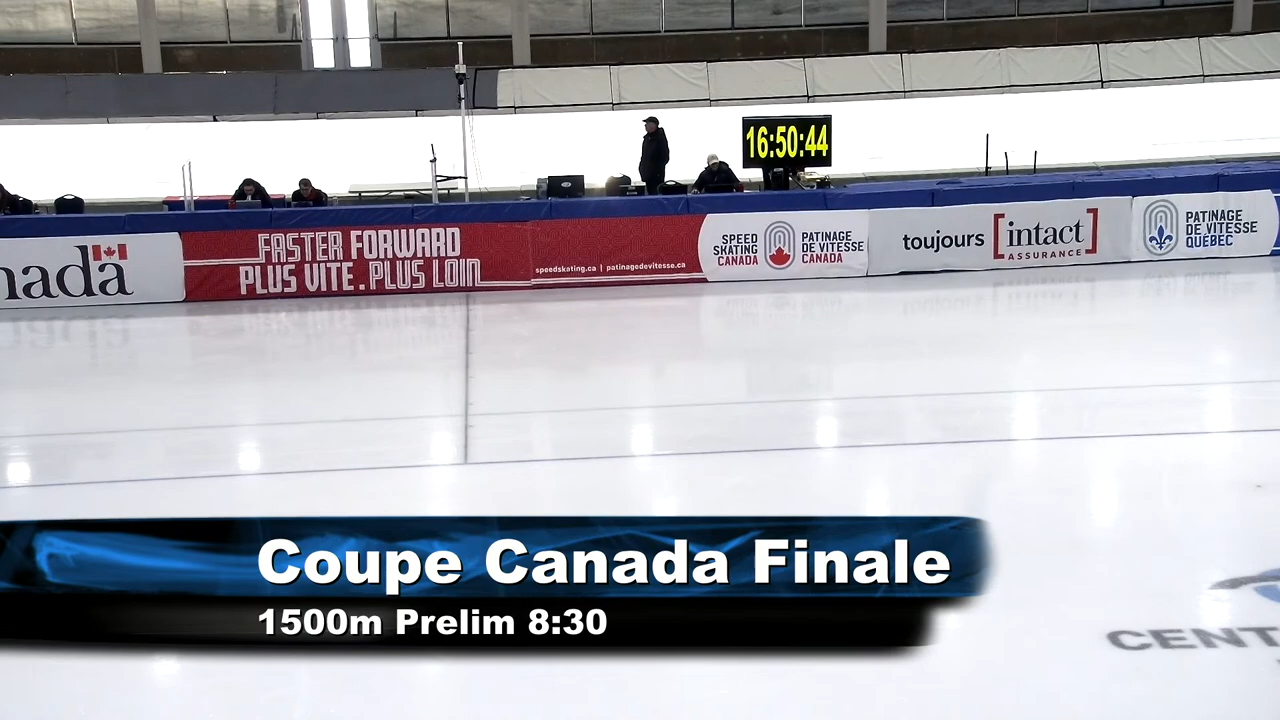 16:50:44
nada
FASTER FORWARD
PLUS VITE.PLUS LOIN
speedskating.ca | patinagedevitesse.ca
SPEED
SKATING
CANADA
PATINAGE
DE VITESSE
CANADA
toujours [intact]
ASSURANCE
PATINAGE
DE VITESSE
QUÉBEC
Coupe Canada Finale
1500m Prelim 8:30
CENT